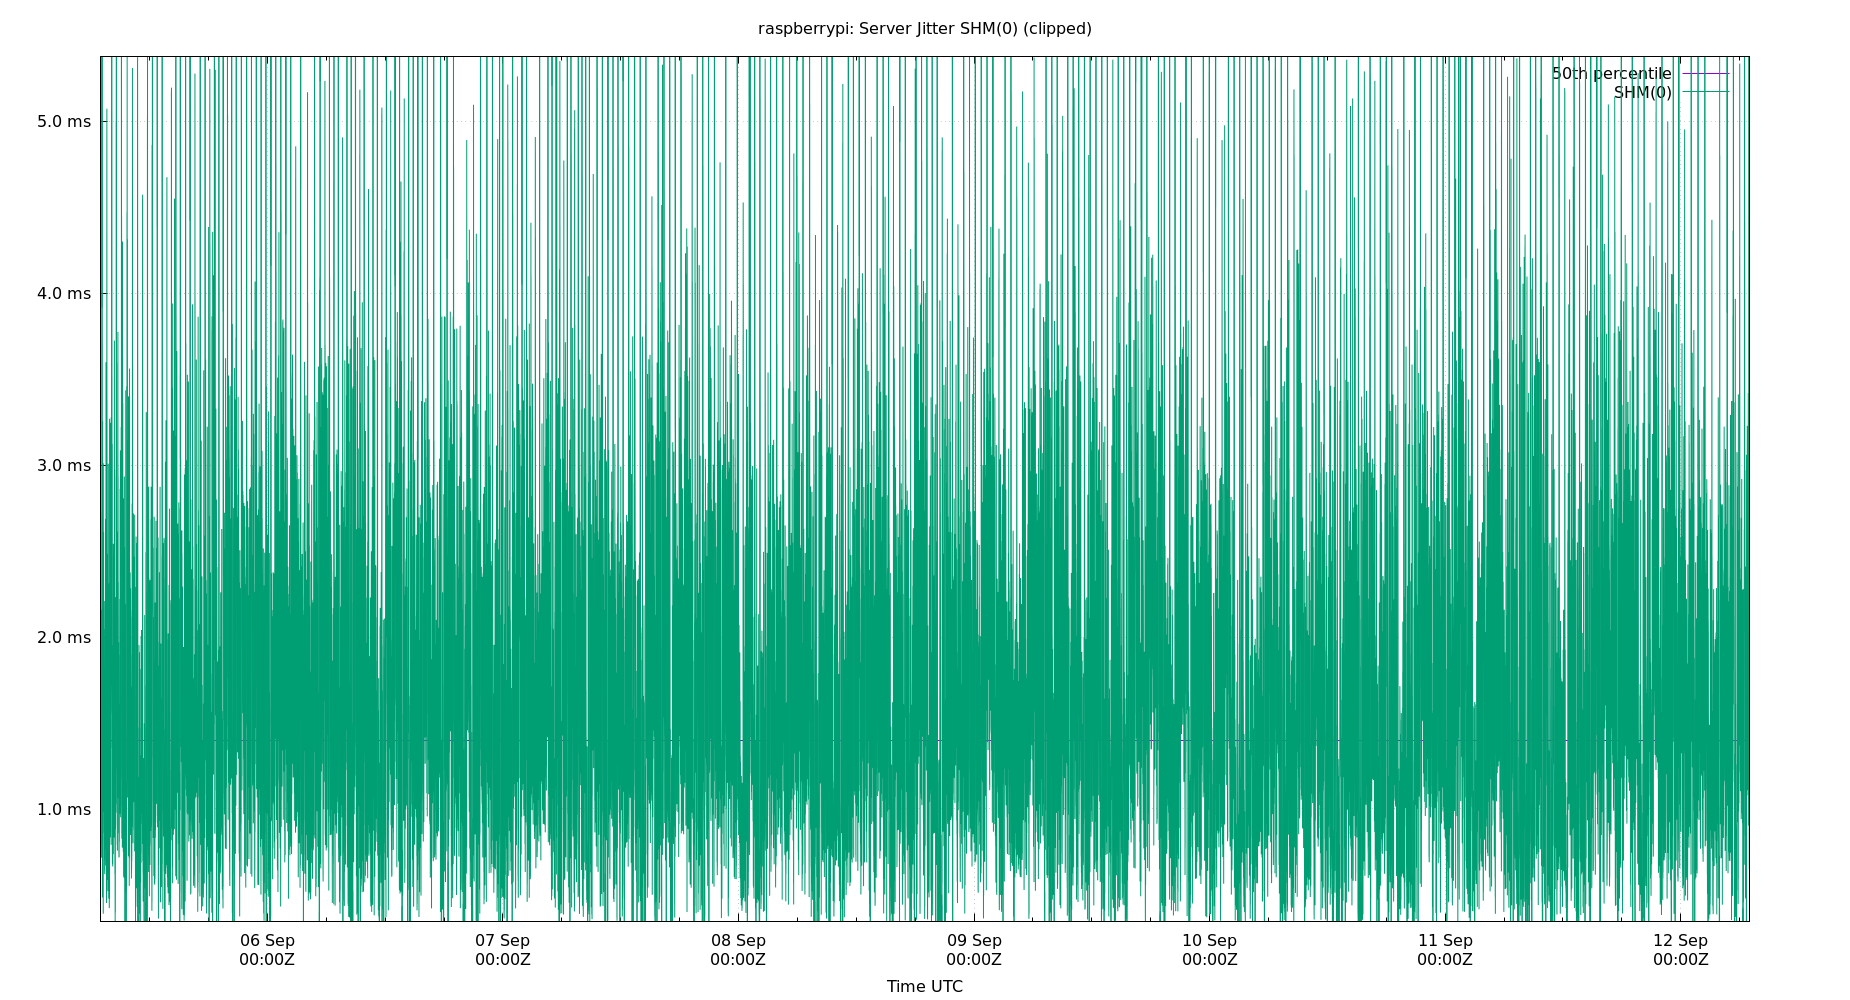 raspberrypi: Server Jitter SHM(0) (clipped)
50th percentile
SHM(0)
5.0 ms
4.0 ms
3.0 ms
2.0 ms
1.0 ms
06 Sep 07 Sep 08 Sep 09 Sep 10 Sep 11 Sep 12 Sep
00:00Z 00:00Z 00:00Z 00:00Z 00:00Z 00:00Z 00:00Z
Time UTC